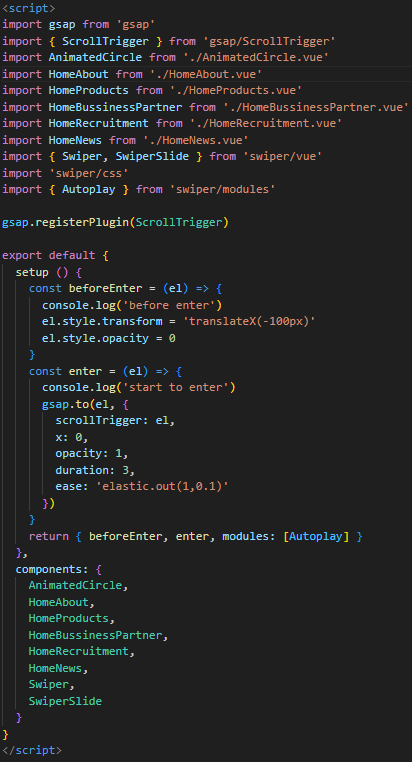 <script>
import gsap from 'gsap'
import { ScrollTrigger } from 'gsap/ScrollTrigger'
import AnimatedCircle from './AnimatedCircle.vue'
import HomeAbout from './HomeAbout.vue'
import HomeProducts from './HomeProducts.vue'
import HomeBussinessPartner from './HomeBussinessPartner.vue'
import HomeRecruitment from './HomeRecruitment.vue'
import HomeNews from './HomeNews.vue'
import { Swiper, SwiperSlide } from 'swiper/vue'
import 'swiper/css'
import { Autoplay } from 'swiper/modules'

gsap.registerPlugin(ScrollTrigger)

export default {
  setup () {
    const beforeEnter = (el) => {
      console.log('before enter')
      el.style.transform = 'translateX(-100px)'
      el.style.opacity = 0
    }
    const enter = (el) => {
      console.log('start to enter')
      gsap.to(el, {
        scrollTrigger: el,
        x: 0,
        opacity: 1,
        duration: 3,
        ease: 'elastic.out(1,0.1)'
      })
    }
    return { beforeEnter, enter, modules: [Autoplay] }
  },
  components: {
    AnimatedCircle,
    HomeAbout,
    HomeProducts,
    HomeBussinessPartner,
    HomeRecruitment,
    HomeNews,
    Swiper,
    SwiperSlide
  }
}
</script>